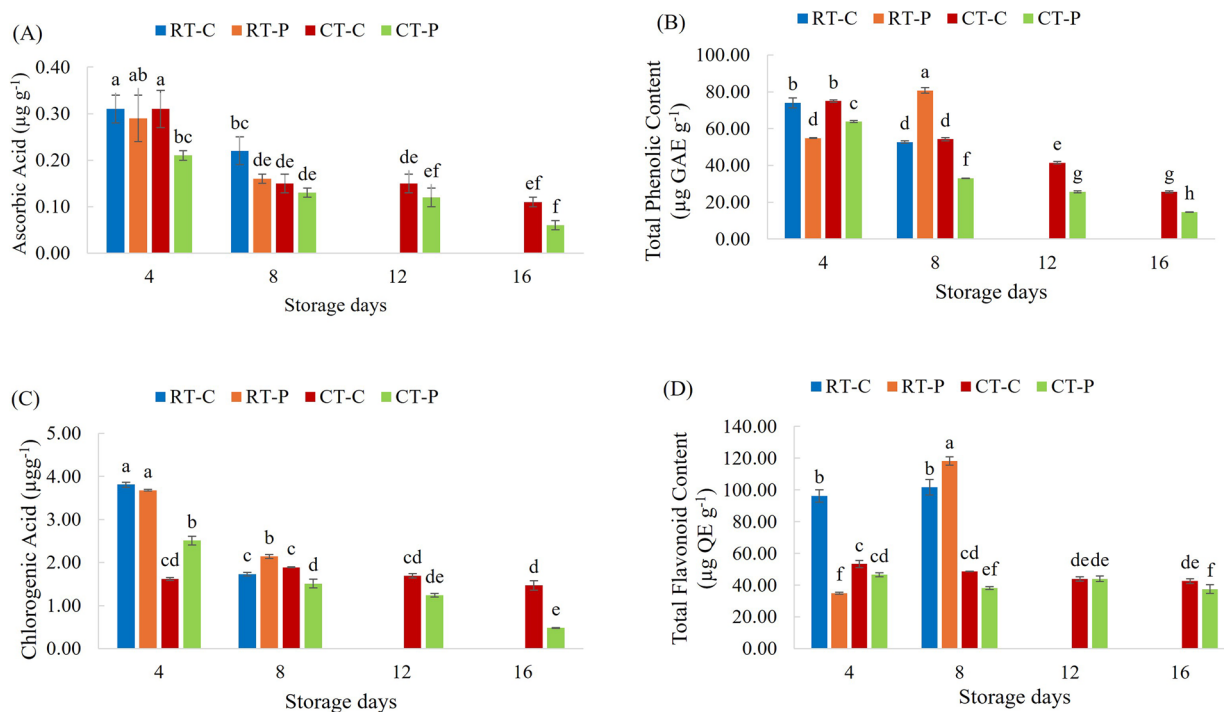 (A)
RT-C RT-P CT-C CT-P
Ascorbic Acid (µg g⁻¹)
0.40
0.30
0.20
0.10
0.00
a ab a bc
bc de de de
de ef
ef f
4 8 12 16
Storage days
(B)
RT-C RT-P CT-C CT-P
Total Phenolic Content
(µg GAE g⁻¹)
100.00
80.00
60.00
40.00
20.00
0.00
b d b c
d a d f
e g
g h
4 8 12 16
Storage days
(C)
RT-C RT-P CT-C CT-P
Chlorogenic Acid (µgg⁻¹)
5.00
4.00
3.00
2.00
1.00
0.00
a a cd b
c b c d
cd de
d e
4 8 12 16
Storage days
(D)
RT-C RT-P CT-C CT-P
Total Flavonoid Content
(µg QE g⁻¹)
140.00
120.00
100.00
80.00
60.00
40.00
20.00
0.00
b f c cd
b a cd ef
de de
de f
4 8 12 16
Storage days